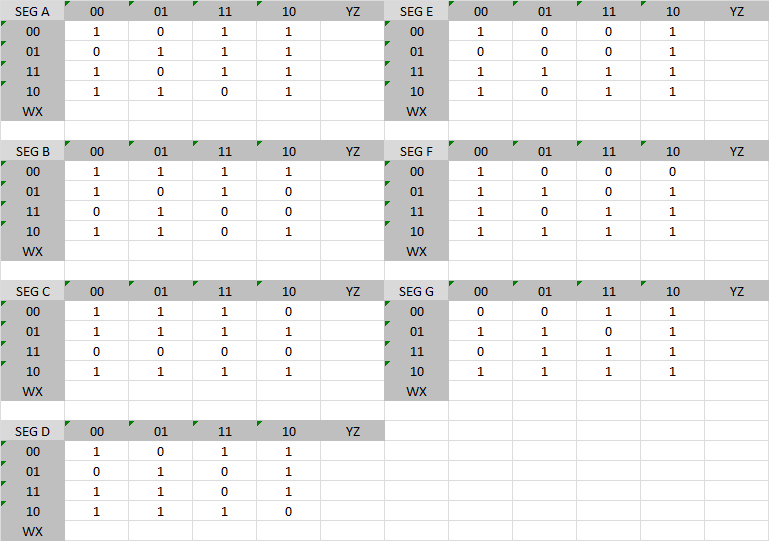 SEG A 00 01 11 10 YZ SEG E 00 01 11 10 YZ
00 1 0 1 1 00 1 0 0 1
01 0 1 1 1 01 0 0 0 1
11 1 0 1 1 11 1 1 1 1
10 1 1 0 1 10 1 0 1 1
WX WX
SEG B 00 01 11 10 YZ SEG F 00 01 11 10 YZ
00 1 1 1 1 00 1 0 0 0
01 1 0 1 0 01 1 1 0 1
11 0 1 0 0 11 1 0 1 1
10 1 1 0 1 10 1 1 1 1
WX WX
SEG C 00 01 11 10 YZ SEG G 00 01 11 10 YZ
00 1 1 1 0 00 0 0 1 1
01 1 1 1 1 01 1 1 0 1
11 0 0 0 0 11 0 1 1 1
10 1 1 1 1 10 1 1 1 1
WX WX
SEG D 00 01 11 10 YZ
00 1 0 1 1
01 0 1 0 1
11 1 1 0 1
10 1 1 1 0
WX